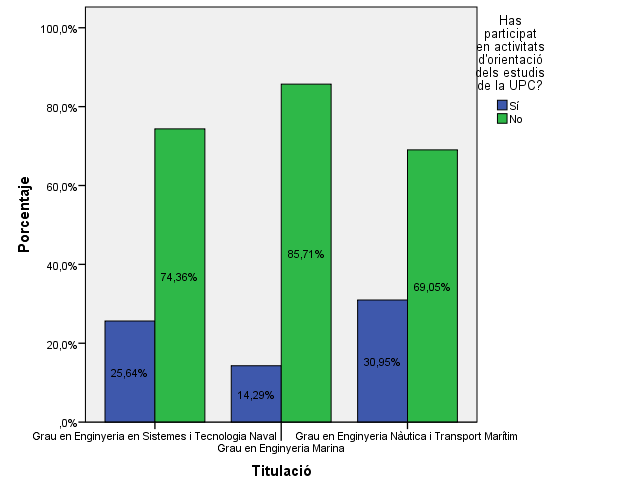 Has
participat
en activitats
d'orientació
dels estudis
de la UPC?
Sí
No
Porcentaje
100,0%
80,0%
60,0%
40,0%
20,0%
,0%
25,64%
74,36%
14,29%
85,71%
30,95%
69,05%
Grau en Enginyeria en Sistemes i Tecnologia Naval
Grau en Enginyeria Marina
Grau en Enginyeria Nàutica i Transport Marítim
Titulació